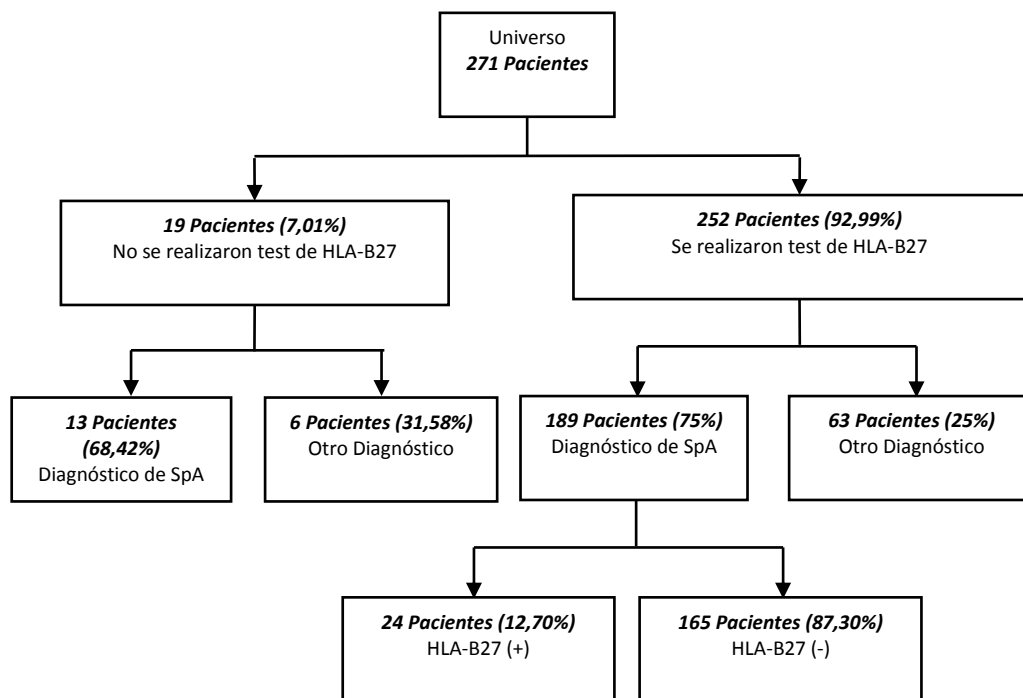 Universo
271 Pacientes
19 Pacientes (7,01%)
No se realizaron test de HLA-B27
252 Pacientes (92,99%)
Se realizaron test de HLA-B27
13 Pacientes
(68,42%)
Diagnóstico de SpA
6 Pacientes (31,58%)
Otro Diagnóstico
189 Pacientes (75%)
Diagnóstico de SpA
63 Pacientes (25%)
Otro Diagnóstico
24 Pacientes (12,70%)
HLA-B27 (+)
165 Pacientes (87,30%)
HLA-B27 (-)